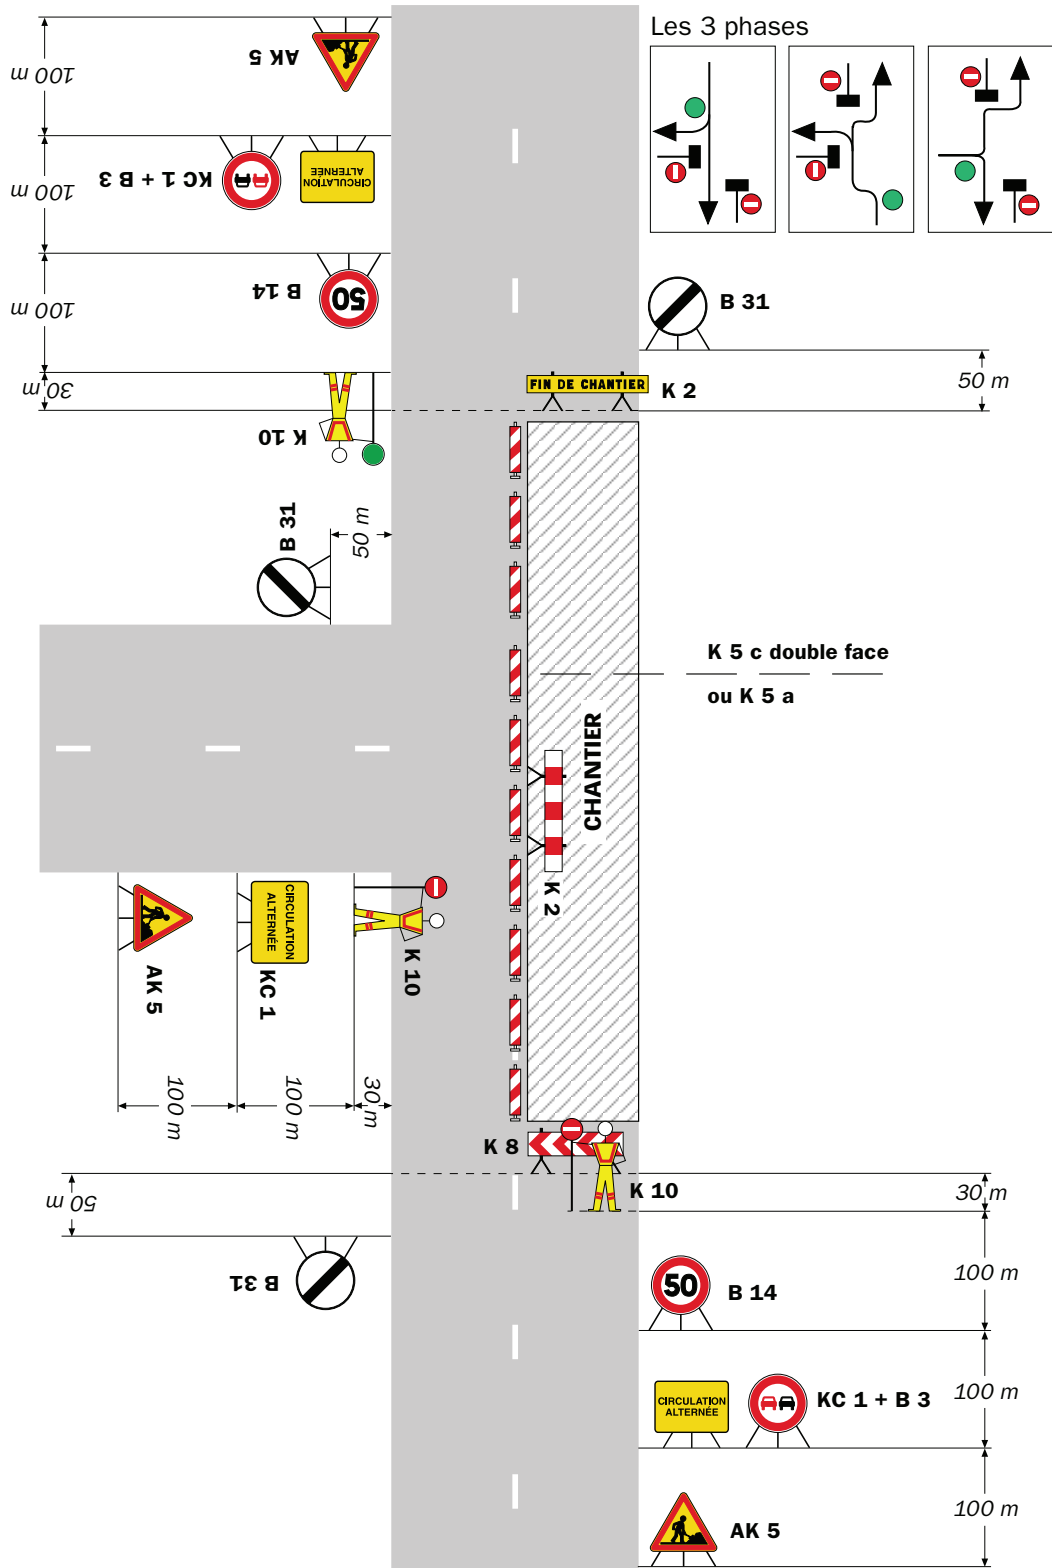 Les 3 phases
AK 5
100 m
KC 1 + B 3
CIRCULATION
ALTERNÉE
100 m
B 14
50
100 m
B 31
50 m
30 m
K 10
FIN DE CHANTIER
K 2
B 31
50 m
K 5 c double face
ou K 5 a
CHANTIER
K 2
AK 5
CIRCULATION
ALTERNÉE
KC 1
K 10
100 m
100 m
30 m
K 8
K 10
30 m
50 m
B 31
50
B 14
100 m
CIRCULATION
ALTERNÉE
KC 1 + B 3
100 m
AK 5
100 m